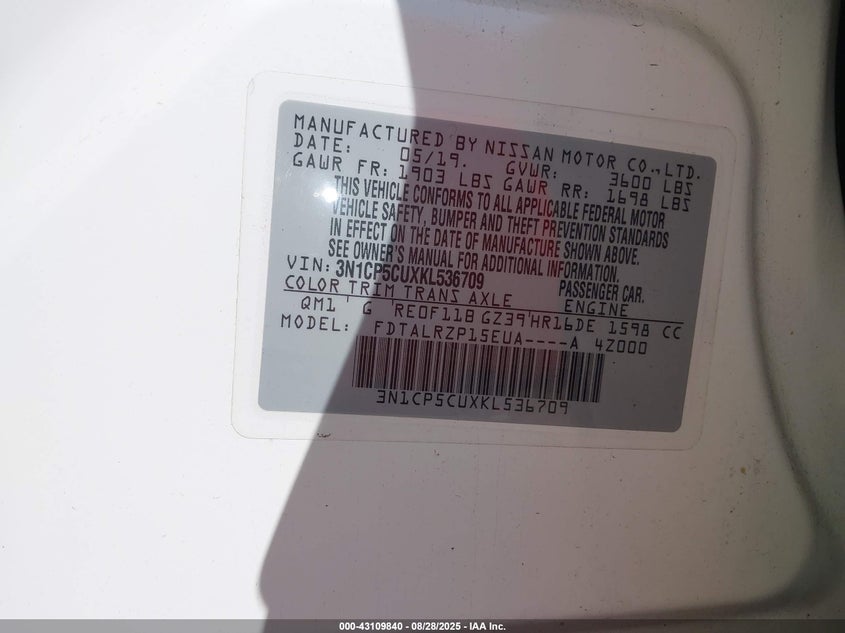 MANUFACTURED BY NISSAN MOTOR CO., LTD.
DATE: 05/19. GVWR: 3600 LBS
GAWR FR: 1903 LBS GAWR RR: 1698 LBS
THIS VEHICLE CONFORMS TO ALL APPLICABLE FEDERAL MOTOR
VEHICLE SAFETY, BUMPER AND THEFT PREVENTION STANDARDS
IN EFFECT ON THE DATE OF MANUFACTURE SHOWN ABOVE.
SEE OWNER'S MANUAL FOR ADDITIONAL INFORMATION.
VIN: 3N1CP5CUXKL536709 PASSENGER CAR.
COLOR TRIM TRANS AXLE ENGINE
QM1 ' G 'RE0F11B GZ39'HR16DE 1598 CC
MODEL: FDTALRZP15EUA----A 4Z000
3N1CP5CUXKL536709
000-43109840 - 08/28/2025 - IAA Inc.